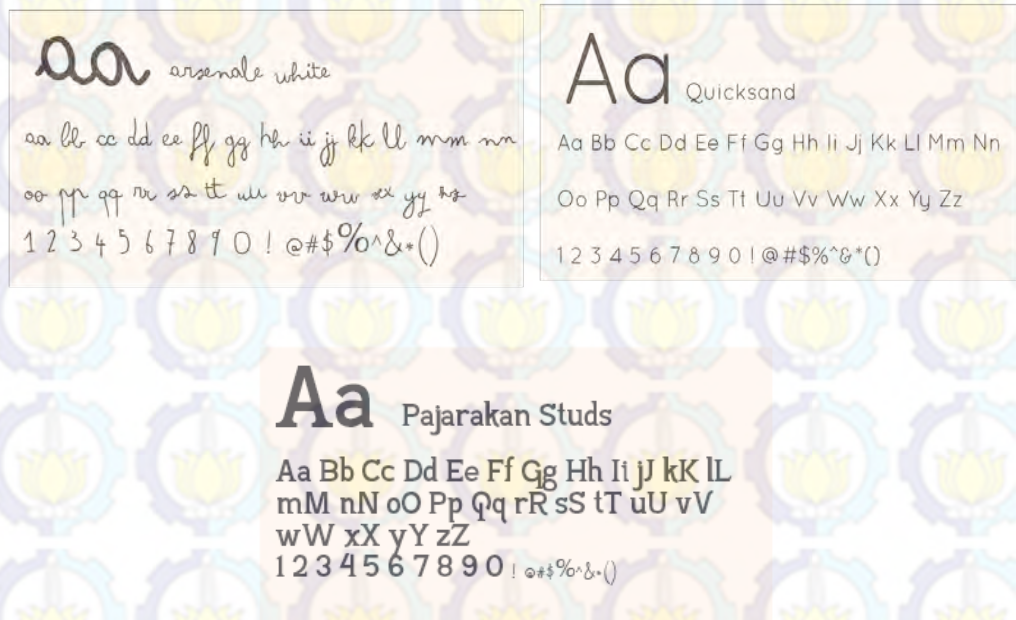 aa arsenale white
aa bb cc dd ee ff gg hh ii jj kk ll mm nn
oo pp qq rr ss tt uu vv ww xx yy zz
1 2 3 4 5 6 7 8 9 0 ! @#$%^&*()
Aa Quicksand
Aa Bb Cc Dd Ee Ff Gg Hh Ii Jj Kk Ll Mm Nn
Oo Pp Qq Rr Ss Tt Uu Vv Ww Xx Yy Zz
1 2 3 4 5 6 7 8 9 0 ! @#$%^&*()
Aa Pajarakan Studs
Aa Bb Cc Dd Ee Ff Gg Hh Ii jJ kK lL
mM nN oO Pp Qq rR sS tT uU vV
wW xX yY zZ
1 2 3 4 5 6 7 8 9 0 ! @#$%^&*()